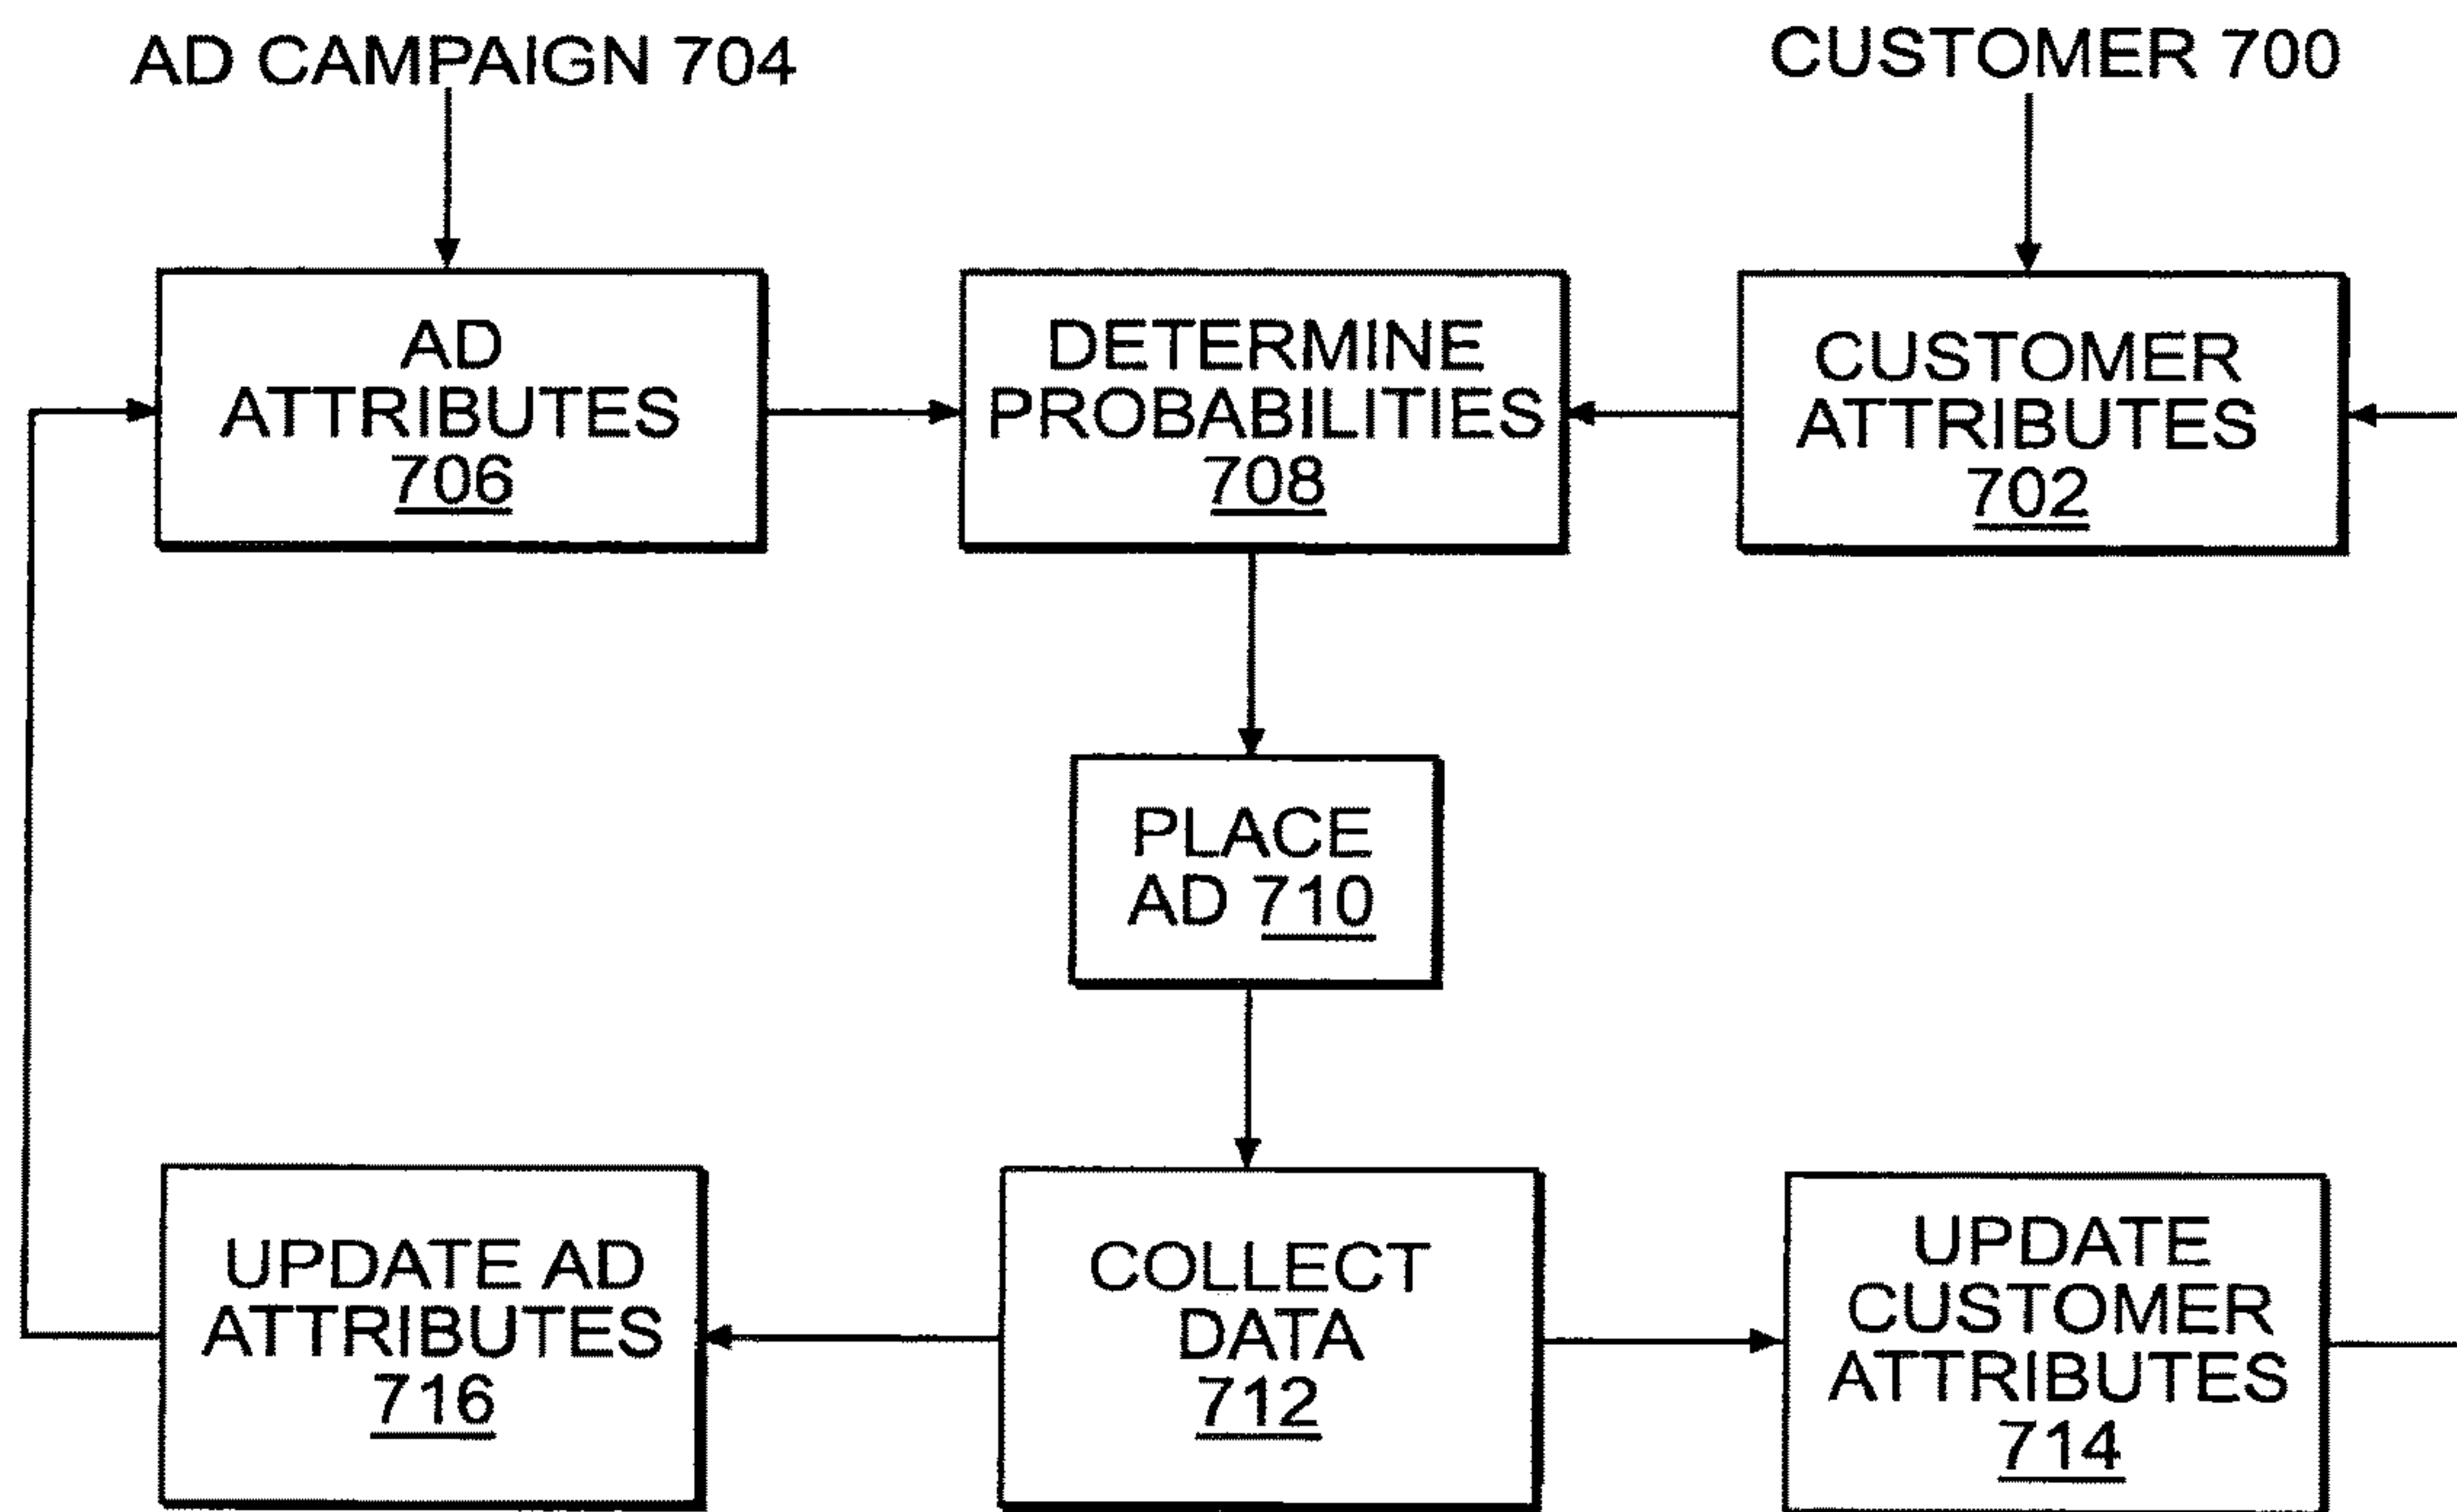 AD CAMPAIGN 704
CUSTOMER 700
AD
ATTRIBUTES
706
DETERMINE
PROBABILITIES
708
CUSTOMER
ATTRIBUTES
702
PLACE
AD 710
UPDATE AD
ATTRIBUTES
716
COLLECT
DATA
712
UPDATE
CUSTOMER
ATTRIBUTES
714